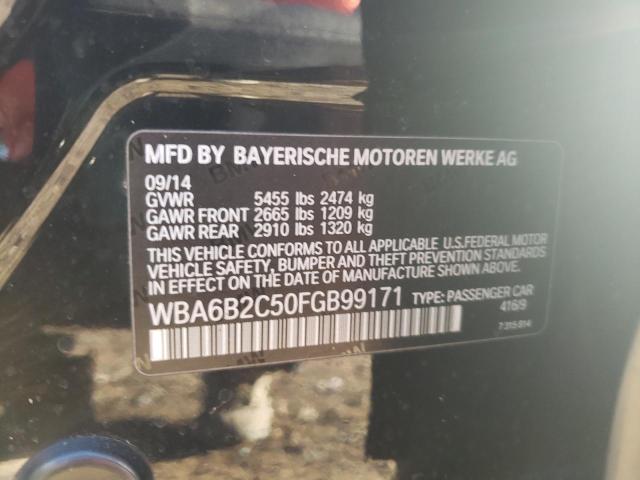 MFD BY BAYERISCHE MOTOREN WERKE AG
09/14
GVWR 5455 lbs 2474 kg
GAWR FRONT 2665 lbs 1209 kg
GAWR REAR 2910 lbs 1320 kg
THIS VEHICLE CONFORMS TO ALL APPLICABLE U.S.FEDERAL MOTOR
VEHICLE SAFETY, BUMPER AND THEFT PREVENTION STANDARDS
IN EFFECT ON THE DATE OF MANUFACTURE SHOWN ABOVE.
WBA6B2C50FGB99171 TYPE: PASSENGER CAR
416/9
7 315 814